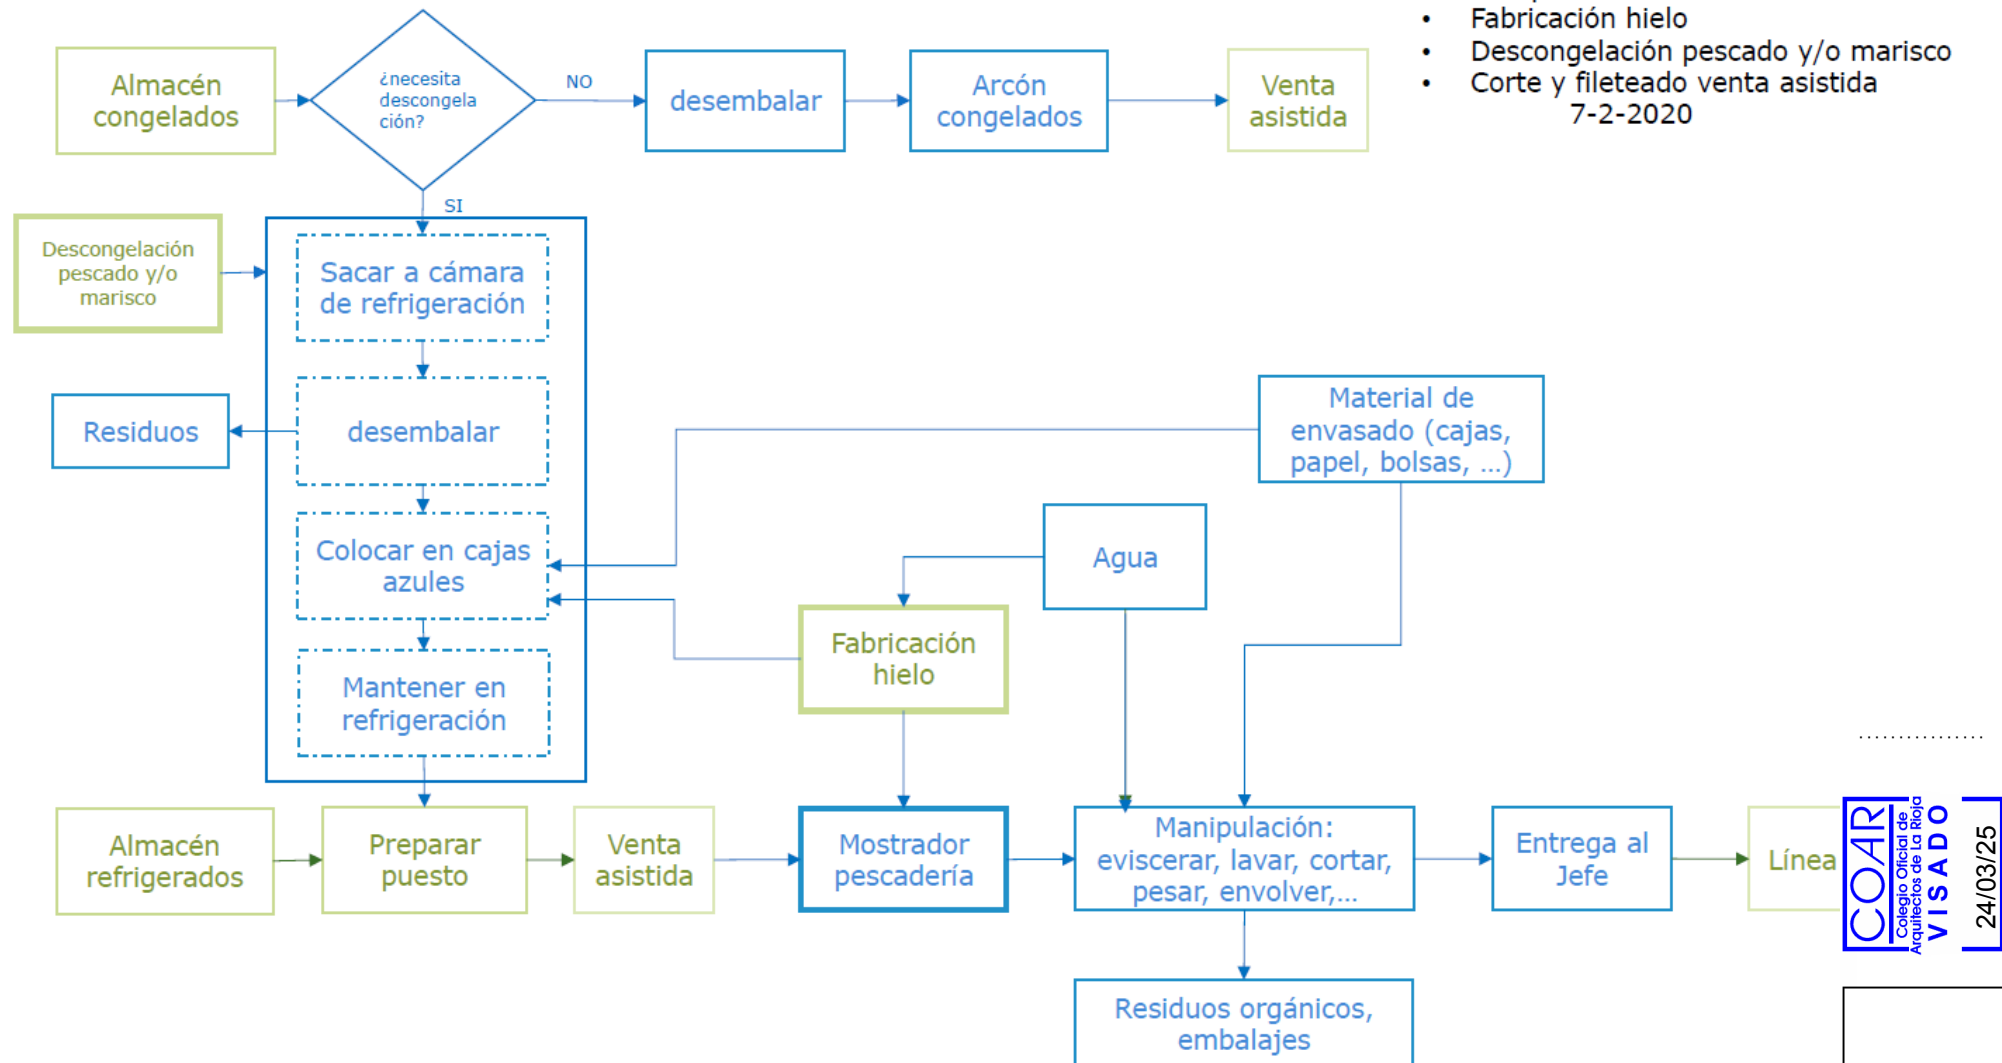 • Fabricación hielo
• Descongelación pescado y/o marisco
• Corte y fileteado venta asistida
7-2-2020
Almacén
congelados
¿necesita
descongela
ción?
NO
desembalar
Arcón
congelados
Venta
asistida
SI
Descongelación
pescado y/o
marisco
Sacar a cámara
de refrigeración
Residuos
desembalar
Material de
envasado (cajas,
papel, bolsas, ...)
Colocar en cajas
azules
Agua
Fabricación
hielo
Mantener en
refrigeración
................
Almacén
refrigerados
Preparar
puesto
Venta
asistida
Mostrador
pescadería
Manipulación:
eviscerar, lavar, cortar,
pesar, envolver,...
Entrega al
Jefe
Línea
COAR
Colegio Oficial de
Arquitectos de La Rioja
VISADO
24/03/25
Residuos orgánicos,
embalajes